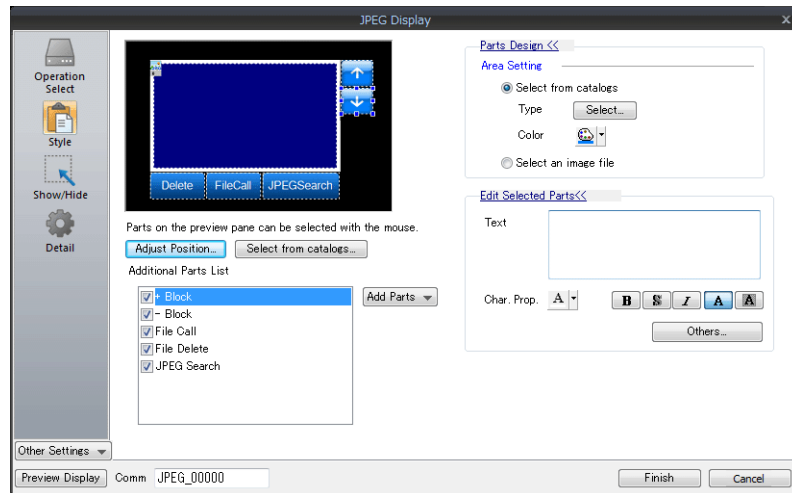 JPEG Display
x
Operation
Select
Style
Show/Hide
Detail
Delete
FileCall
JPEGSearch
Parts on the preview pane can be selected with the mouse.
Adjust Position...
Select from catalogs...
Additional Parts List
+ Block
- Block
File Call
File Delete
JPEG Search
Add Parts
Parts Design <<
Area Setting
Select from catalogs
Type
Select...
Color
Select an image file
Edit Selected Parts<<
Text
Char. Prop.
A
B
S
I
A
A
Others...
Other Settings
Preview Display
Comm
JPEG_00000
Finish
Cancel